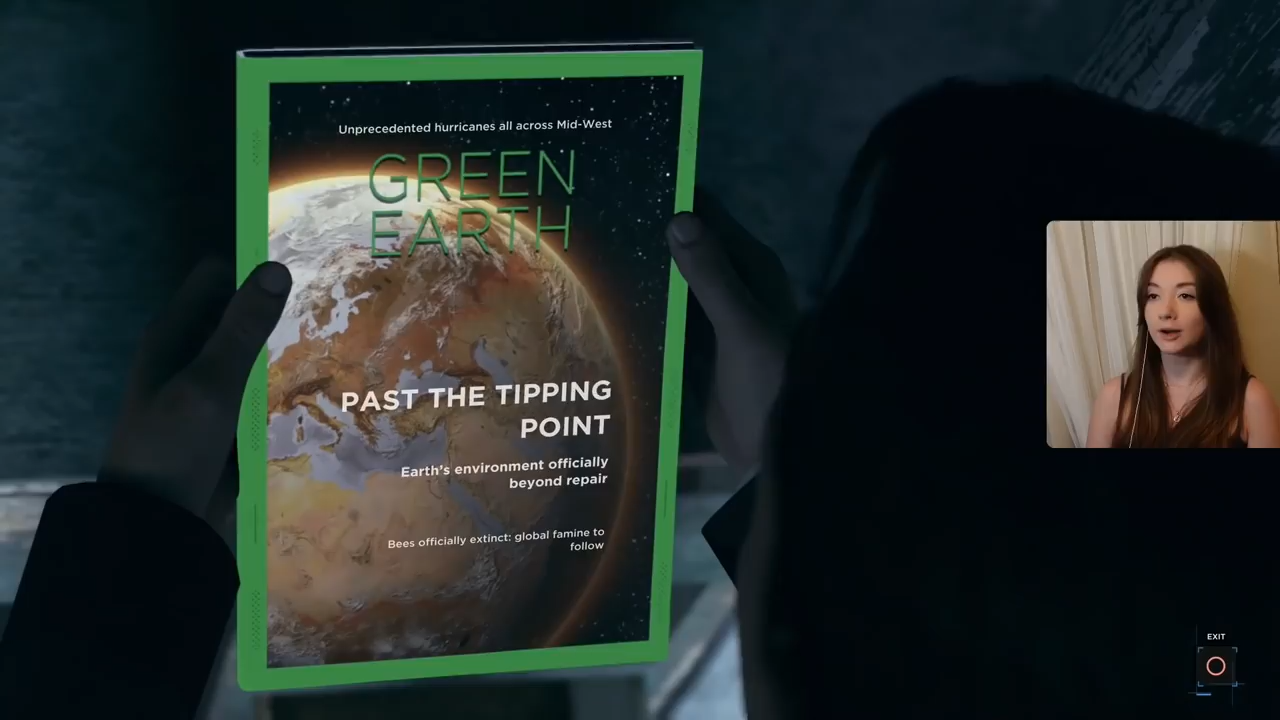 Unprecedented hurricanes all across Mid-West
GREEN
EARTH
PAST THE TIPPING
POINT
Earth's environment officially
beyond repair
Bees officially extinct: global famine to
follow
EXIT